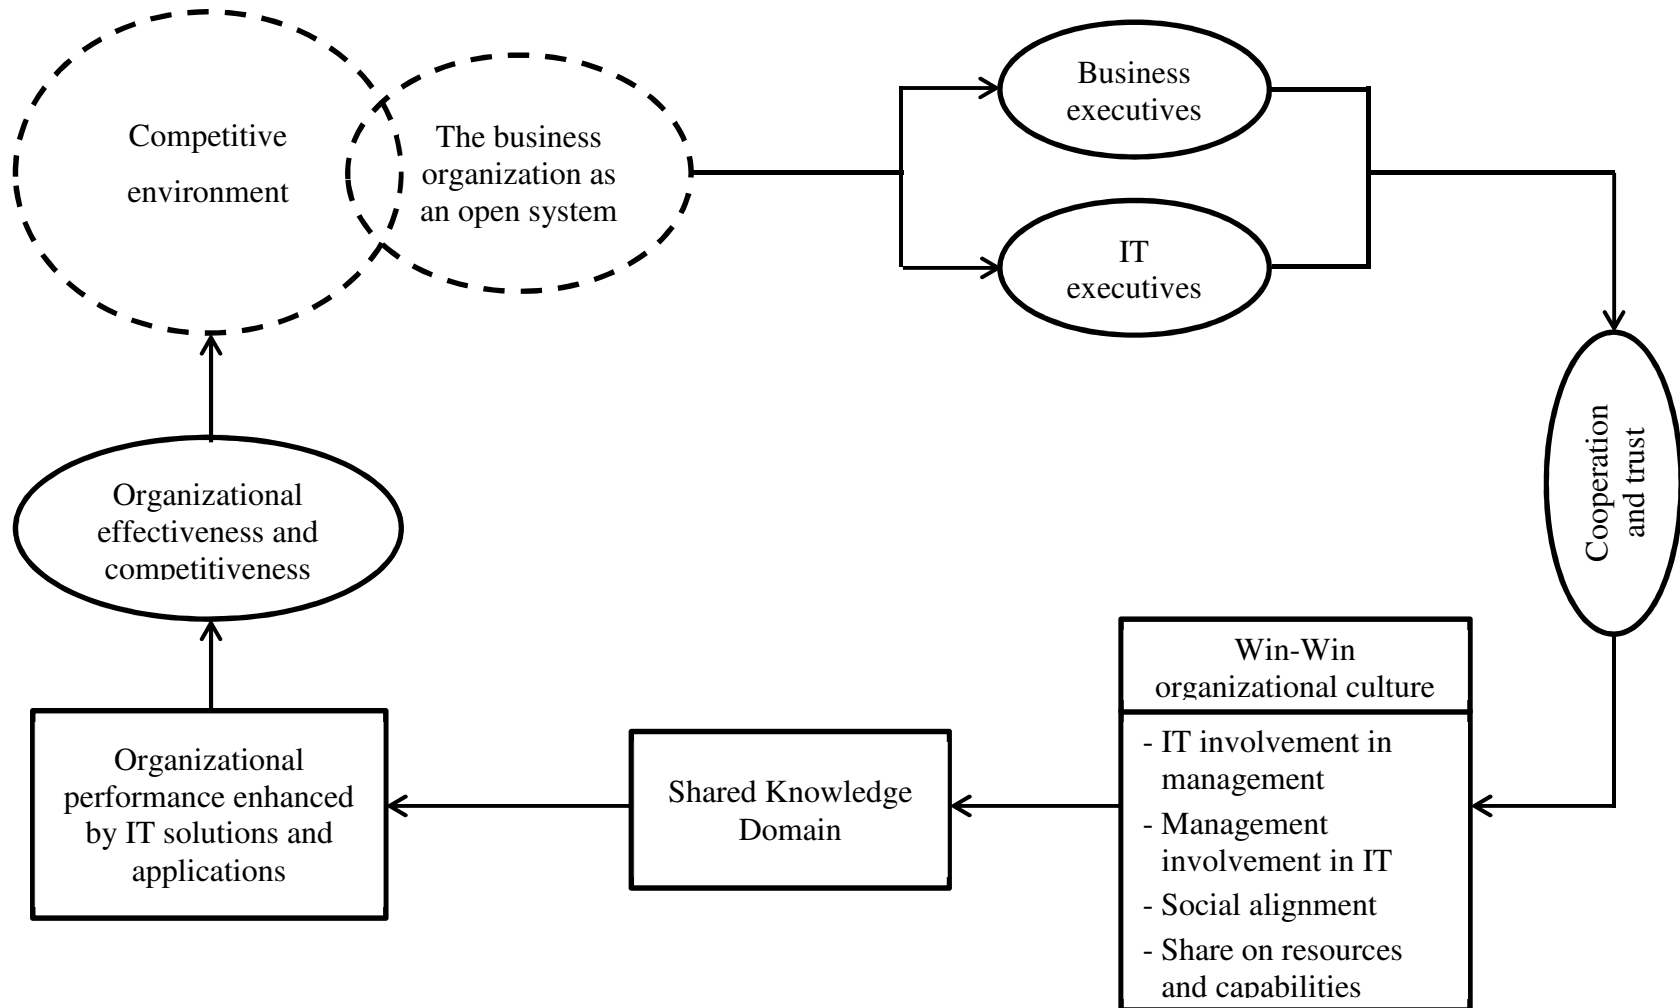 Competitive
environment
The business
organization as
an open system
Business
executives
IT
executives
Cooperation
and trust
Win-Win
organizational culture
- IT involvement in
management
- Management
involvement in IT
- Social alignment
- Share on resources
and capabilities
Shared Knowledge
Domain
Organizational
performance enhanced
by IT solutions and
applications
Organizational
effectiveness and
competitiveness